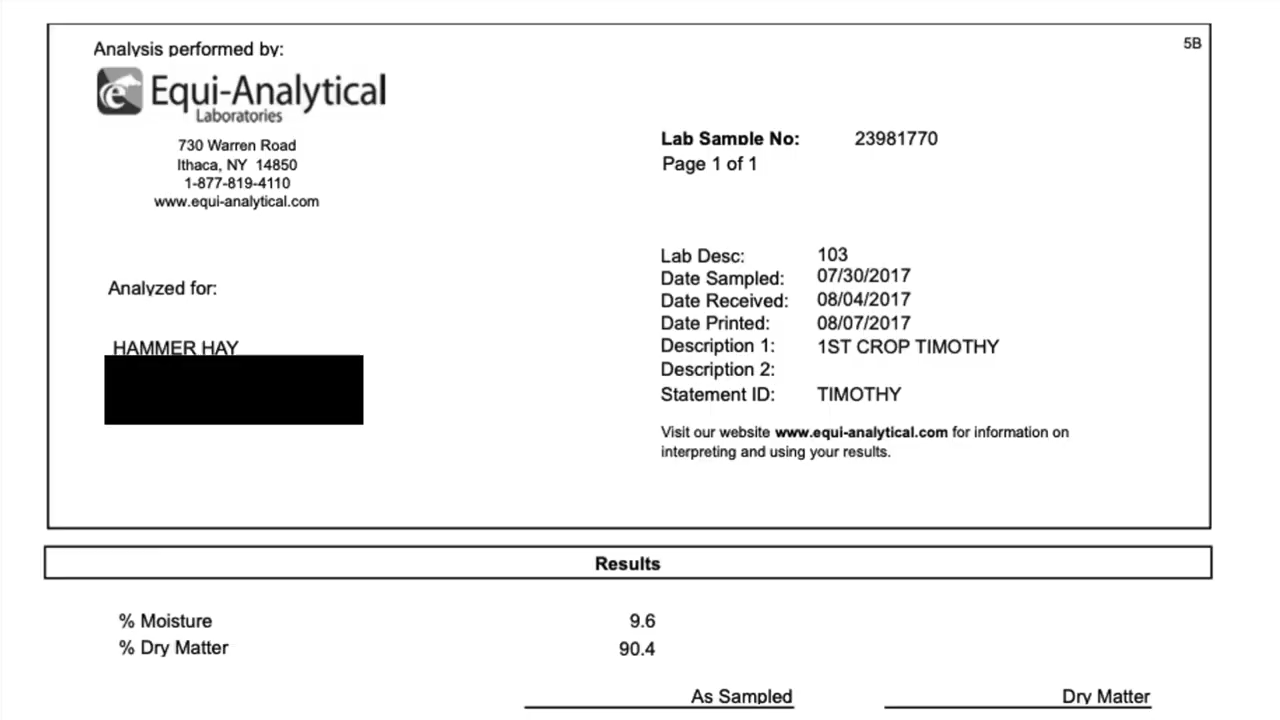 Analysis performed by:
5B
Equi-Analytical
Laboratories
730 Warren Road
Ithaca, NY 14850
1-877-819-4110
www.equi-analytical.com
Lab Sample No: 23981770
Page 1 of 1
Analyzed for:
HAMMER HAY
Lab Desc: 103
Date Sampled: 07/30/2017
Date Received: 08/04/2017
Date Printed: 08/07/2017
Description 1: 1ST CROP TIMOTHY
Description 2:
Statement ID: TIMOTHY
Visit our website www.equi-analytical.com for information on
interpreting and using your results.
Results
% Moisture 9.6
% Dry Matter 90.4
As Sampled Dry Matter